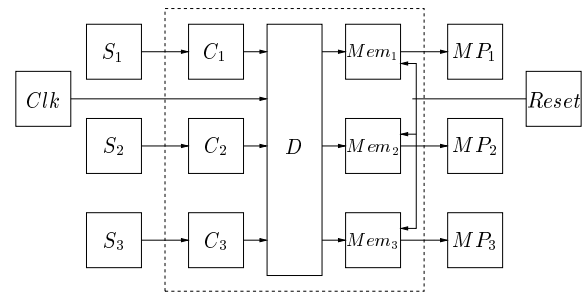 S₁ C₁ Mem₁ MP₁
Clk Reset
S₂ C₂ D Mem₂ MP₂
S₃ C₃ Mem₃ MP₃